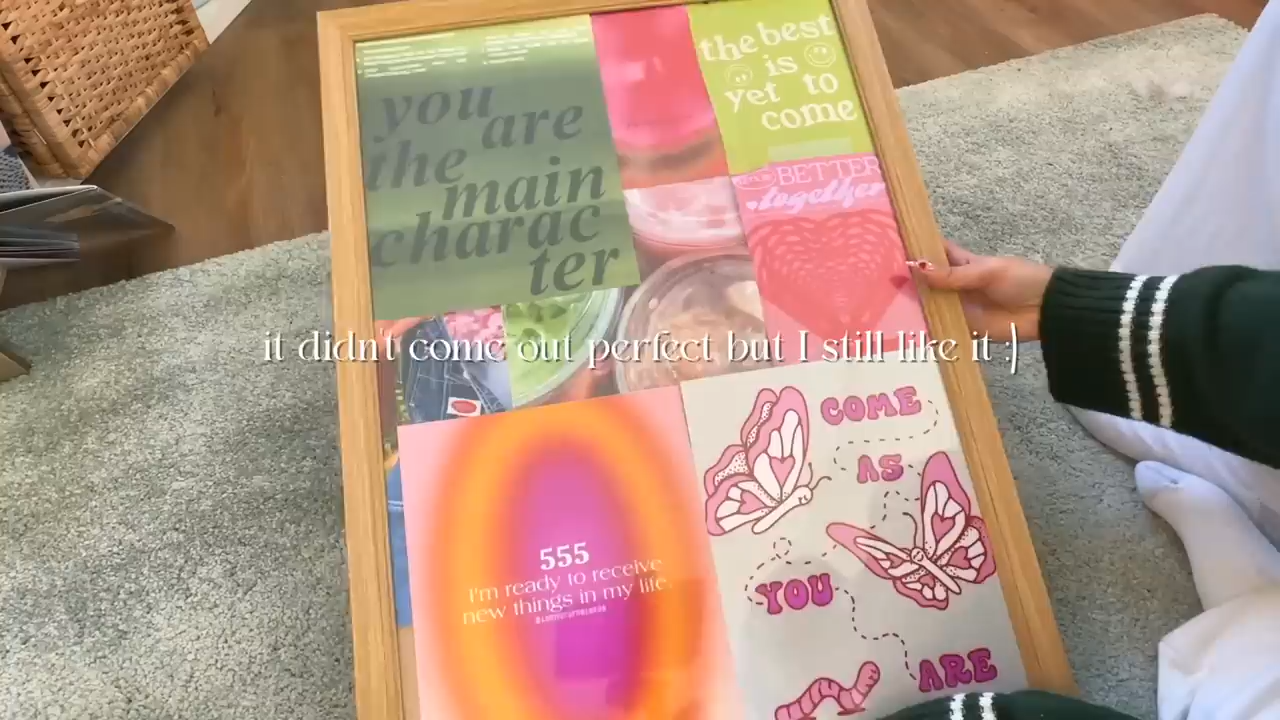 you
are
the
main
charac
ter
the best
is
yet to
come
BETTER
together
it didn't come out perfect but I still like it :)
555
I'm ready to receive
new things in my life.
COME
AS
YOU
ARE